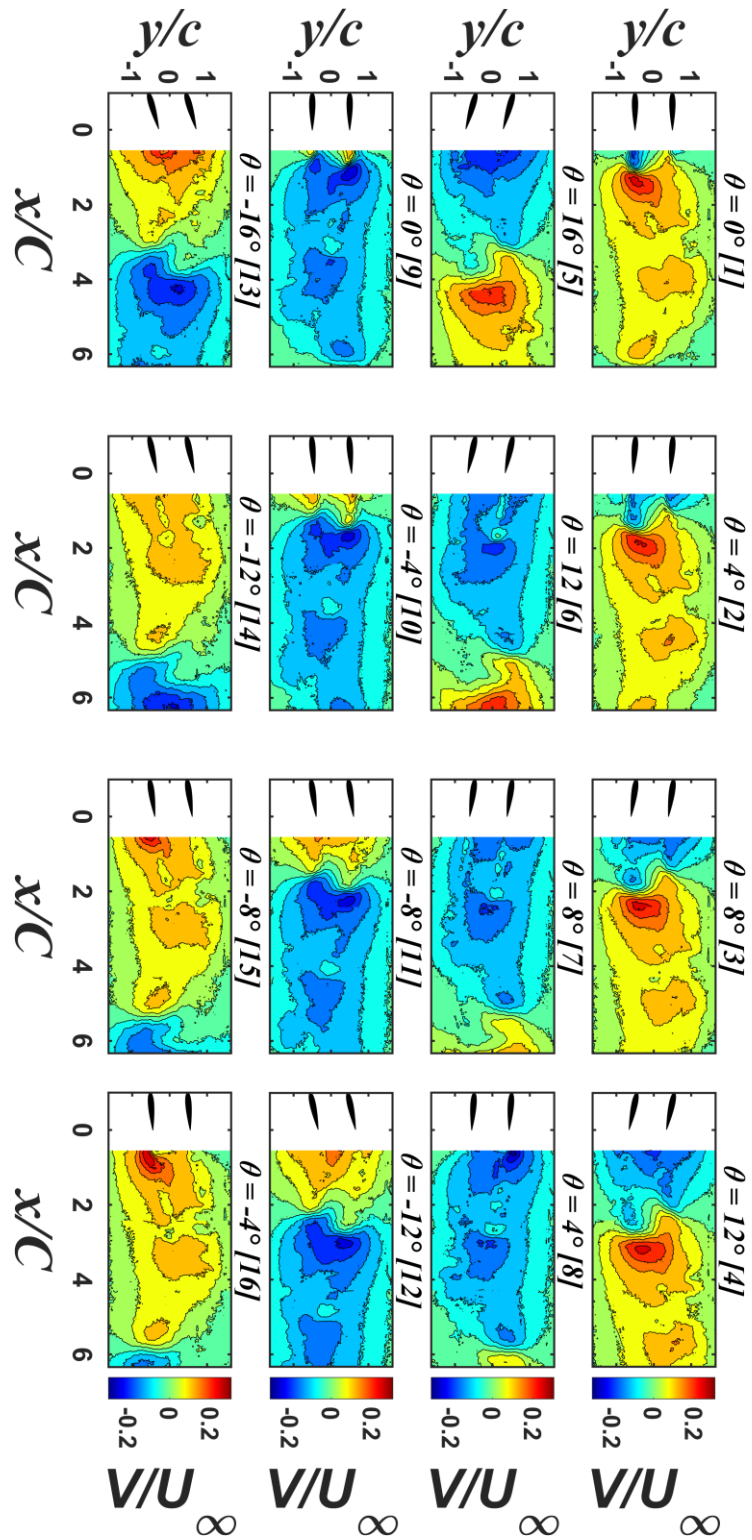 θ = 0° [1]
θ = 4° [2]
θ = 8° [3]
θ = 12° [4]
y/c
-1 0 1
-0.2 0 0.2
V/U∞
θ = 16° [5]
θ = 12 [6]
θ = 8° [7]
θ = 4° [8]
y/c
-1 0 1
-0.2 0 0.2
V/U∞
θ = 0° [9]
θ = -4° [10]
θ = -8° [11]
θ = -12° [12]
y/c
-1 0 1
-0.2 0 0.2
V/U∞
θ = -16° [13]
θ = -12° [14]
θ = -8° [15]
θ = -4° [16]
y/c
-1 0 1
-0.2 0 0.2
V/U∞
0 2 4 6
0 2 4 6
0 2 4 6
0 2 4 6
x/C
x/C
x/C
x/C